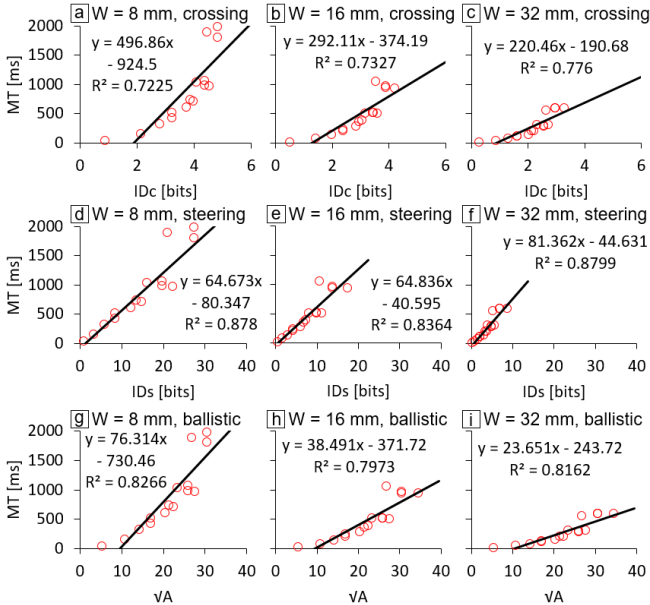 a W = 8 mm, crossing
b W = 16 mm, crossing
c W = 32 mm, crossing
MT [ms]
2000
1500
1000
500
0
y = 496.86x
- 924.5
R² = 0.7225
y = 292.11x - 374.19
R² = 0.7327
y = 220.46x - 190.68
R² = 0.776
0 2 4 6
0 2 4 6
0 2 4 6
IDc [bits]
IDc [bits]
IDc [bits]
d W = 8 mm, steering
e W = 16 mm, steering
f W = 32 mm, steering
MT [ms]
2000
1500
1000
500
0
y = 64.673x
- 80.347
R² = 0.878
y = 64.836x
- 40.595
R² = 0.8364
y = 81.362x - 44.631
R² = 0.8799
0 10 20 30 40
0 10 20 30 40
0 10 20 30 40
IDs [bits]
IDs [bits]
IDs [bits]
g W = 8 mm, ballistic
h W = 16 mm, ballistic
i W = 32 mm, ballistic
MT [ms]
2000
1500
1000
500
0
y = 76.314x
- 730.46
R² = 0.8266
y = 38.491x - 371.72
R² = 0.7973
y = 23.651x - 243.72
R² = 0.8162
0 10 20 30 40
0 10 20 30 40
0 10 20 30 40
√A
√A
√A